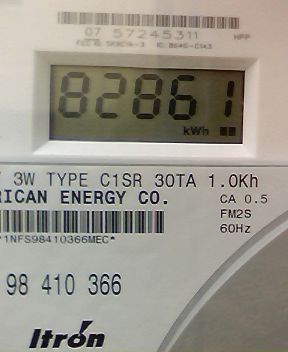 07 57245311 HPP
82861
kWh
3W TYPE C1SR 30TA 1.0Kh
RICAN ENERGY CO. CA 0.5
FM2S
*1NFS98410366MEC* 60Hz
98 410 366
Itron